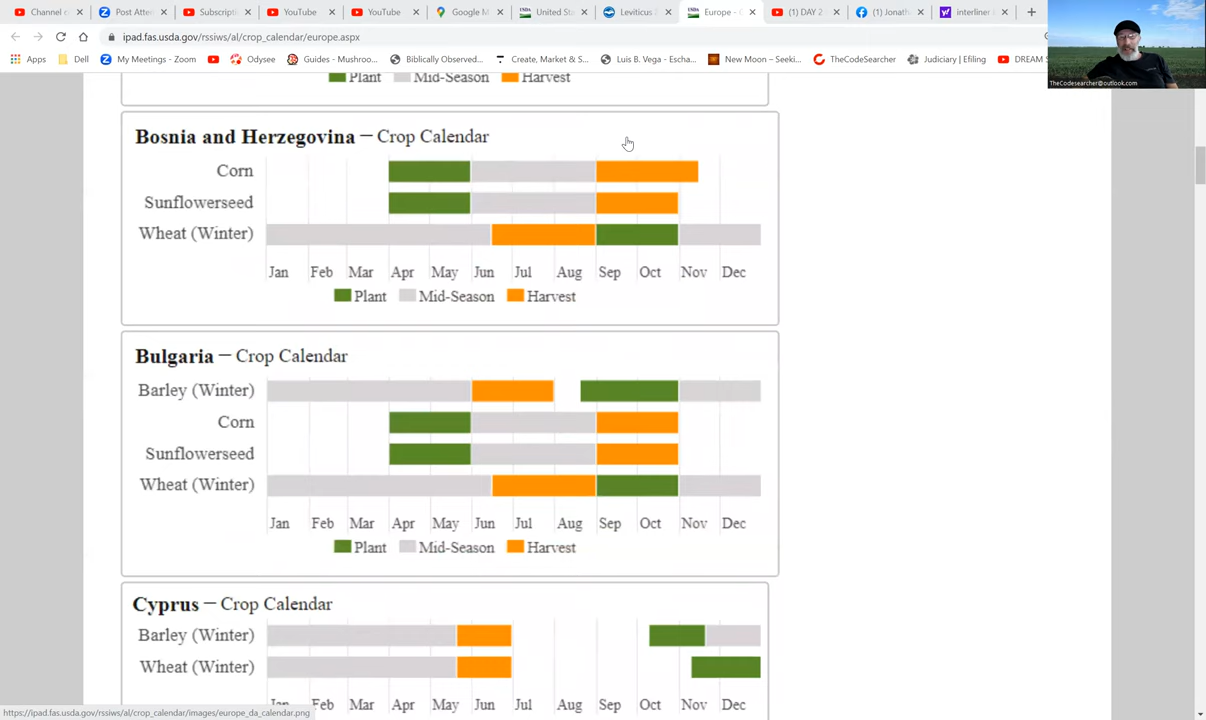 Channel c
Post Atte
Subscripti
YouTube
YouTube
Google M
United St
Leviticus
Europe -
(1) DAY 2
(1) Jonath
interliner
ipad.fas.usda.gov/rssiws/al/crop_calendar/europe.aspx
Apps
Dell
My Meetings - Zoom
Odysee
Guides - Mushroo...
Biblically Observed...
Create, Market & S...
Luis B. Vega - Escha...
New Moon – Seeki...
TheCodeSearcher
Judiciary | Efiling
DREAM
TheCodesearcher@outlook.com
Plant Mid-Season Harvest
Bosnia and Herzegovina – Crop Calendar
Corn
Sunflowerseed
Wheat (Winter)
Jan Feb Mar Apr May Jun Jul Aug Sep Oct Nov Dec
Plant Mid-Season Harvest
Bulgaria – Crop Calendar
Barley (Winter)
Corn
Sunflowerseed
Wheat (Winter)
Jan Feb Mar Apr May Jun Jul Aug Sep Oct Nov Dec
Plant Mid-Season Harvest
Cyprus – Crop Calendar
Barley (Winter)
Wheat (Winter)
Jan Feb Mar Apr May Jun Jul Aug Sep Oct Nov Dec
https://ipad.fas.usda.gov/rssiws/al/crop_calendar/images/europe_da_calendar.png